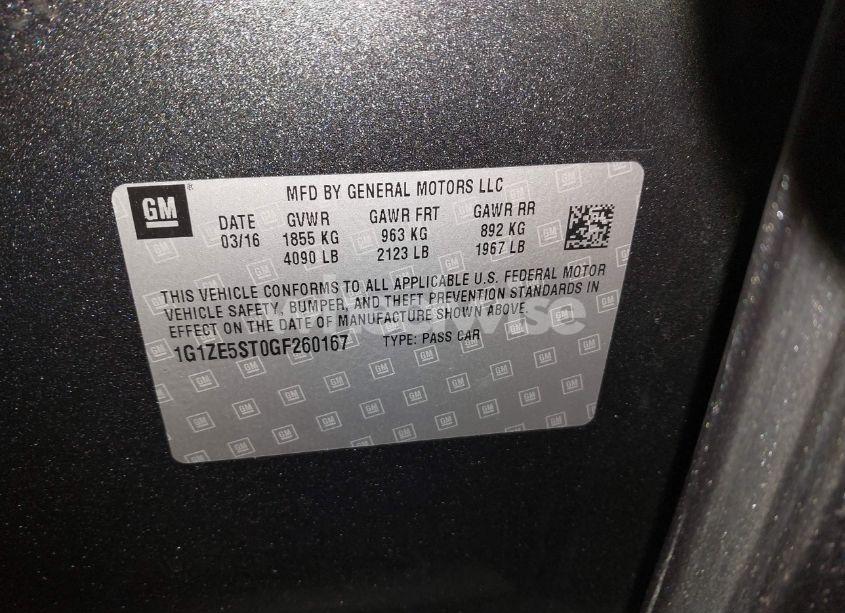 GM
MFD BY GENERAL MOTORS LLC
DATE GVWR GAWR FRT GAWR RR
03/16 1855 KG 963 KG 892 KG
4090 LB 2123 LB 1967 LB
THIS VEHICLE CONFORMS TO ALL APPLICABLE U.S. FEDERAL MOTOR
VEHICLE SAFETY, BUMPER, AND THEFT PREVENTION STANDARDS IN
EFFECT ON THE DATE OF MANUFACTURE SHOWN ABOVE.
1G1ZE5ST0GF260167 TYPE: PASS CAR